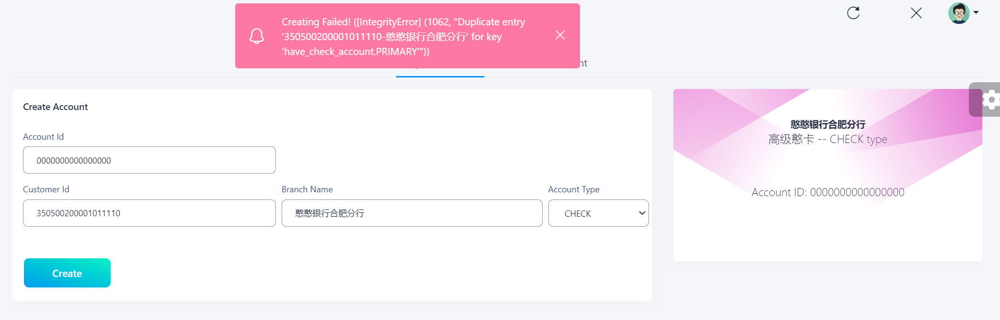 Creating Failed! ([IntegrityError] (1062, "Duplicate entry
'350500200001011110-憨憨银行合肥分行' for key
'have_check_account.PRIMARY'"))
nt
Create Account
Account Id
0000000000000000
Customer Id
Branch Name
Account Type
350500200001011110
憨憨银行合肥分行
CHECK
Create
憨憨银行合肥分行
高级憨卡 -- CHECK type
Account ID: 0000000000000000